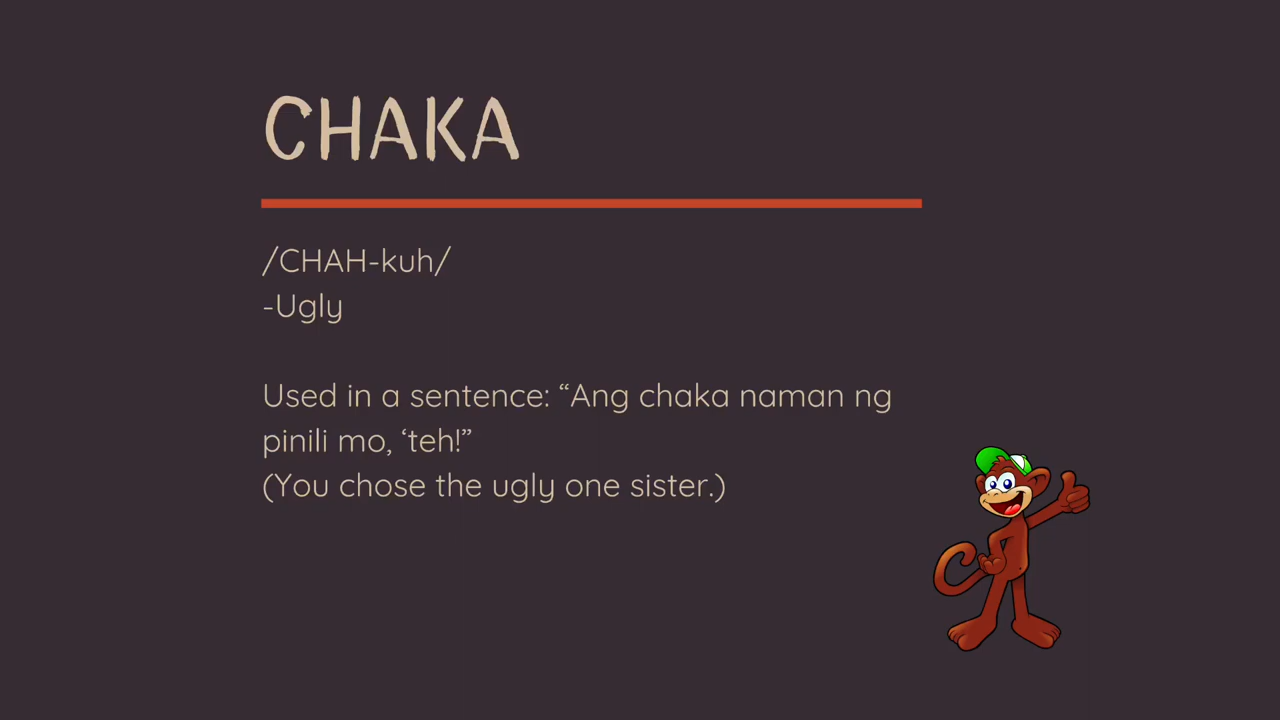 CHAKA
/CHAH-kuh/
-Ugly
Used in a sentence: “Ang chaka naman ng
pinili mo, ‘teh!”
(You chose the ugly one sister.)